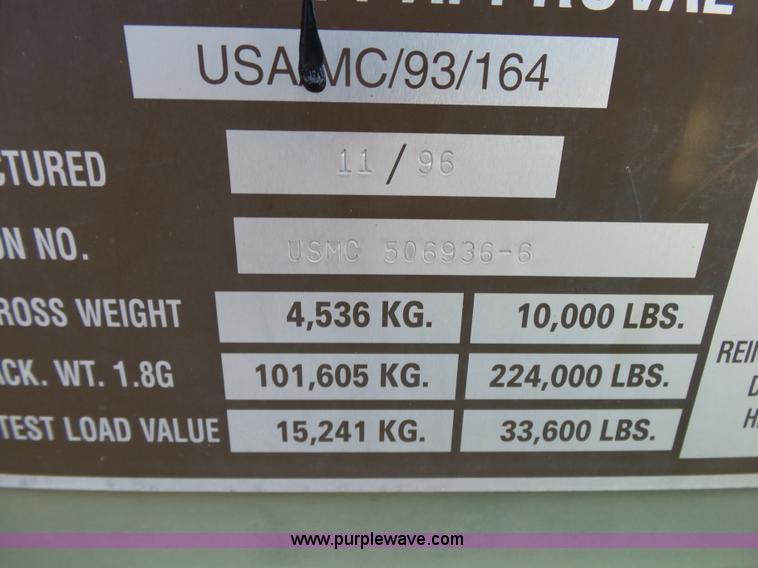 APPROVAL
USA/MC/93/164
CTURED 11 / 96
ON NO. USMC 506936-6
ROSS WEIGHT 4,536 KG. 10,000 LBS.
ACK. WT. 1.8G 101,605 KG. 224,000 LBS.
TEST LOAD VALUE 15,241 KG. 33,600 LBS.
REIN
D
H
www.purplewave.com